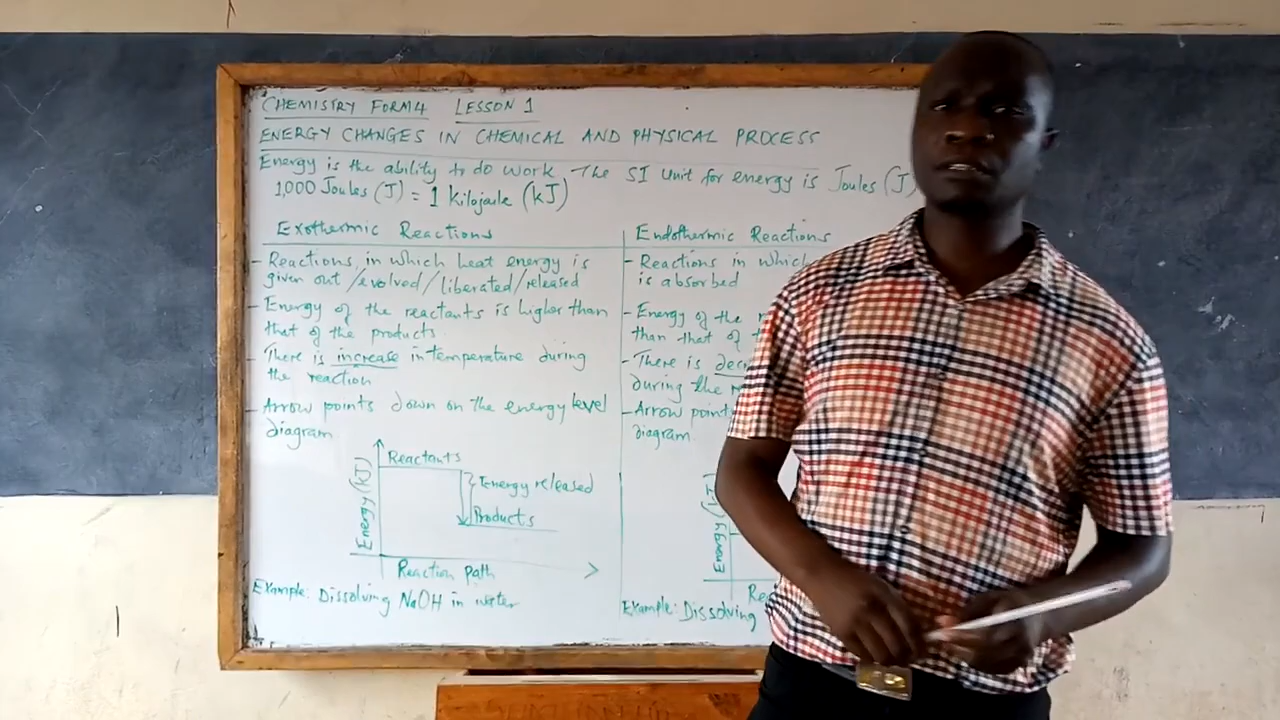 CHEMISTRY FORM 4 LESSON 1
ENERGY CHANGES IN CHEMICAL AND PHYSICAL PROCESS
Energy is the ability to do work. The SI Unit for energy is Joules (J)
1,000 Joules (J) = 1 kilojoule (kJ)
Exothermic Reactions
- Reactions in which heat energy is
given out /evolved/liberated/released
- Energy of the reactants is higher than
that of the products
- There is increase in temperature during
the reaction
- Arrow points down on the energy level
diagram
Energy (kJ)
Reactants
Energy released
Products
Reaction path
Example: Dissolving NaOH in water
Endothermic Reactions
- Reactions in which
is absorbed
- Energy of the
than that of
- There is
during the
- Arrow point
diagram
Energy (kJ)
Example: Dissolving